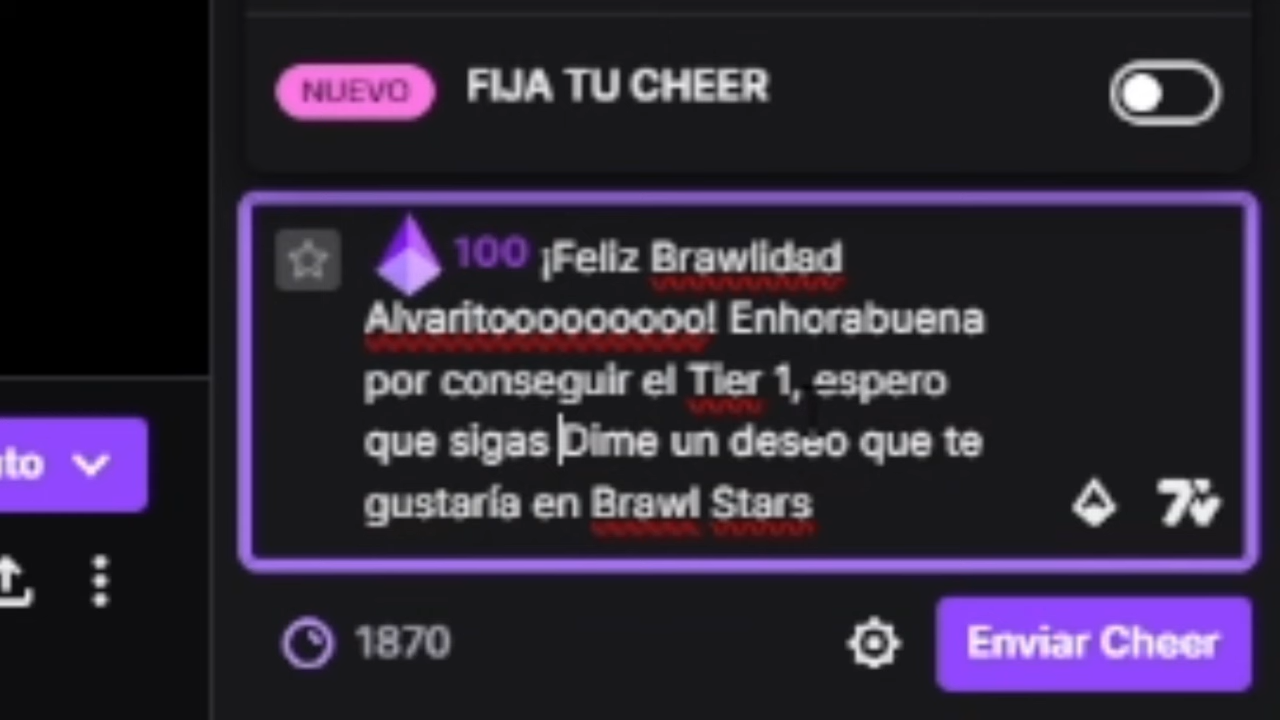 NUEVO FIJA TU CHEER
100 ¡Feliz Brawlidad
Alvaritooooooooo! Enhorabuena
por conseguir el Tier 1, espero
que sigas Dime un deseo que te
gustaría en Brawl Stars
7tv
1870
Enviar Cheer